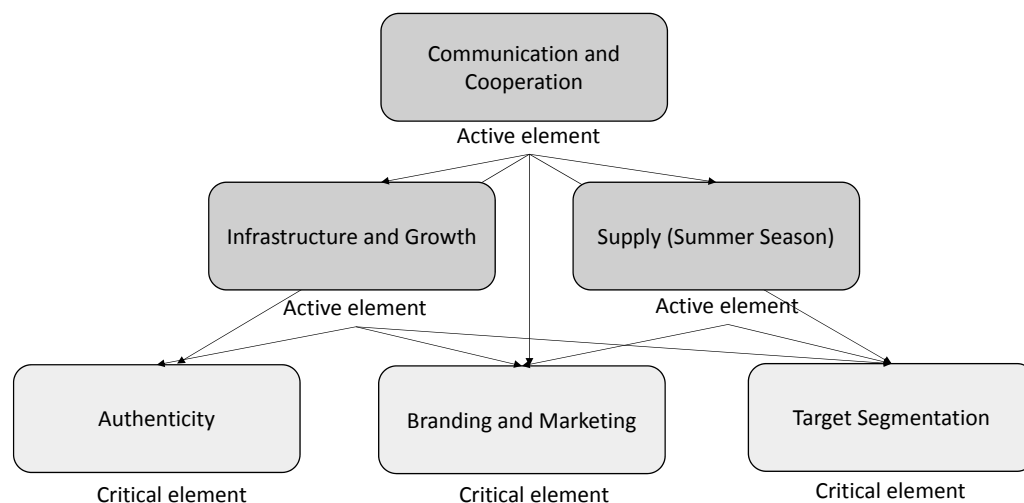 Communication and
Cooperation
Active element
Infrastructure and Growth
Supply (Summer Season)
Active element
Active element
Authenticity
Branding and Marketing
Target Segmentation
Critical element
Critical element
Critical element